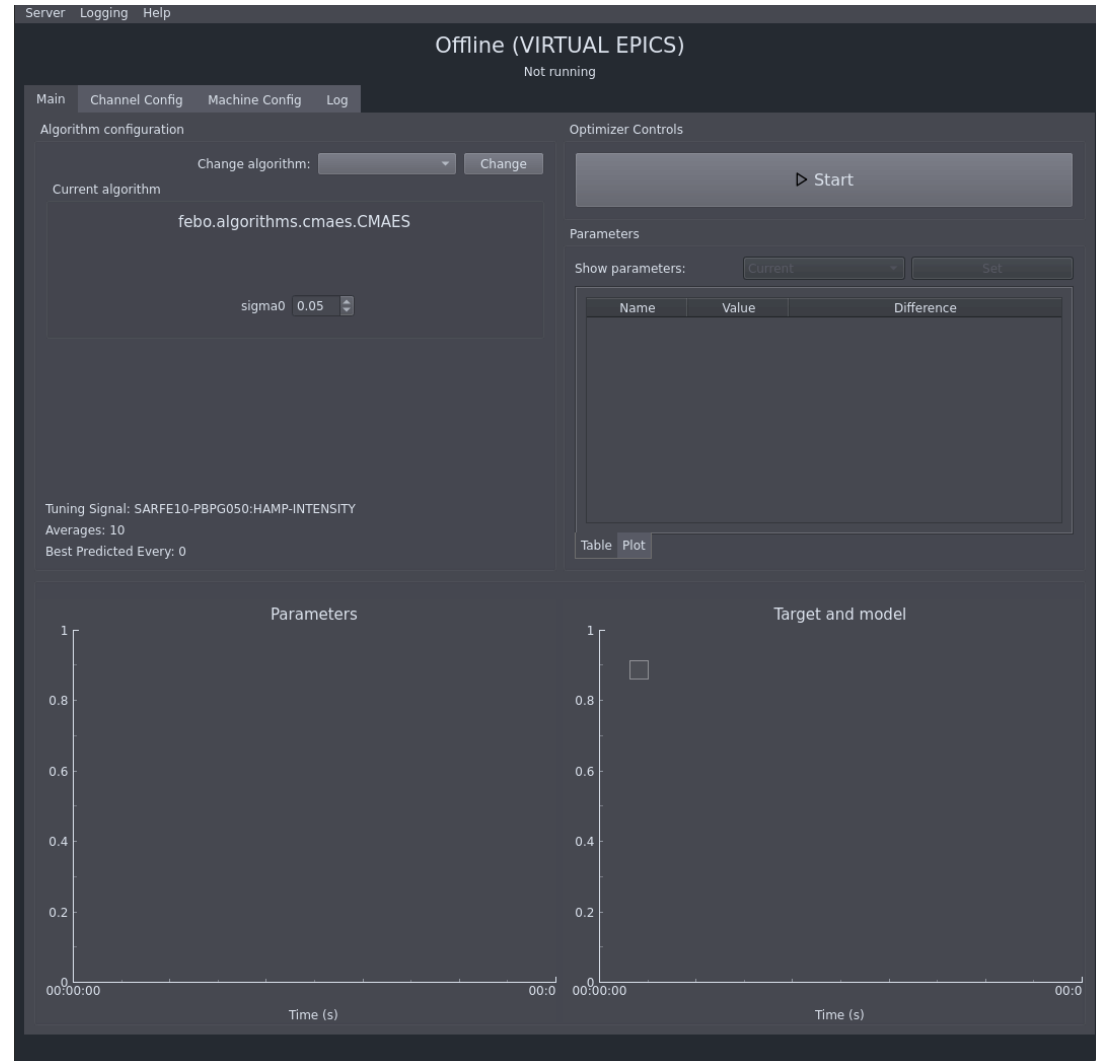 Server Logging Help
Offline (VIRTUAL EPICS)
Not running
Main Channel Config Machine Config Log
Algorithm configuration
Change algorithm: Change
Current algorithm
febo.algorithms.cmaes.CMAES
sigma0 0.05
Tuning Signal: SARFE10-PBPG050:HAMP-INTENSITY
Averages: 10
Best Predicted Every: 0
Optimizer Controls
Start
Parameters
Show parameters: Current Set
Name Value Difference
Table Plot
Parameters
1
0.8
0.6
0.4
0.2
0
00:00:00 00:0
Time (s)
Target and model
1
0.8
0.6
0.4
0.2
0
00:00:00 00:0
Time (s)